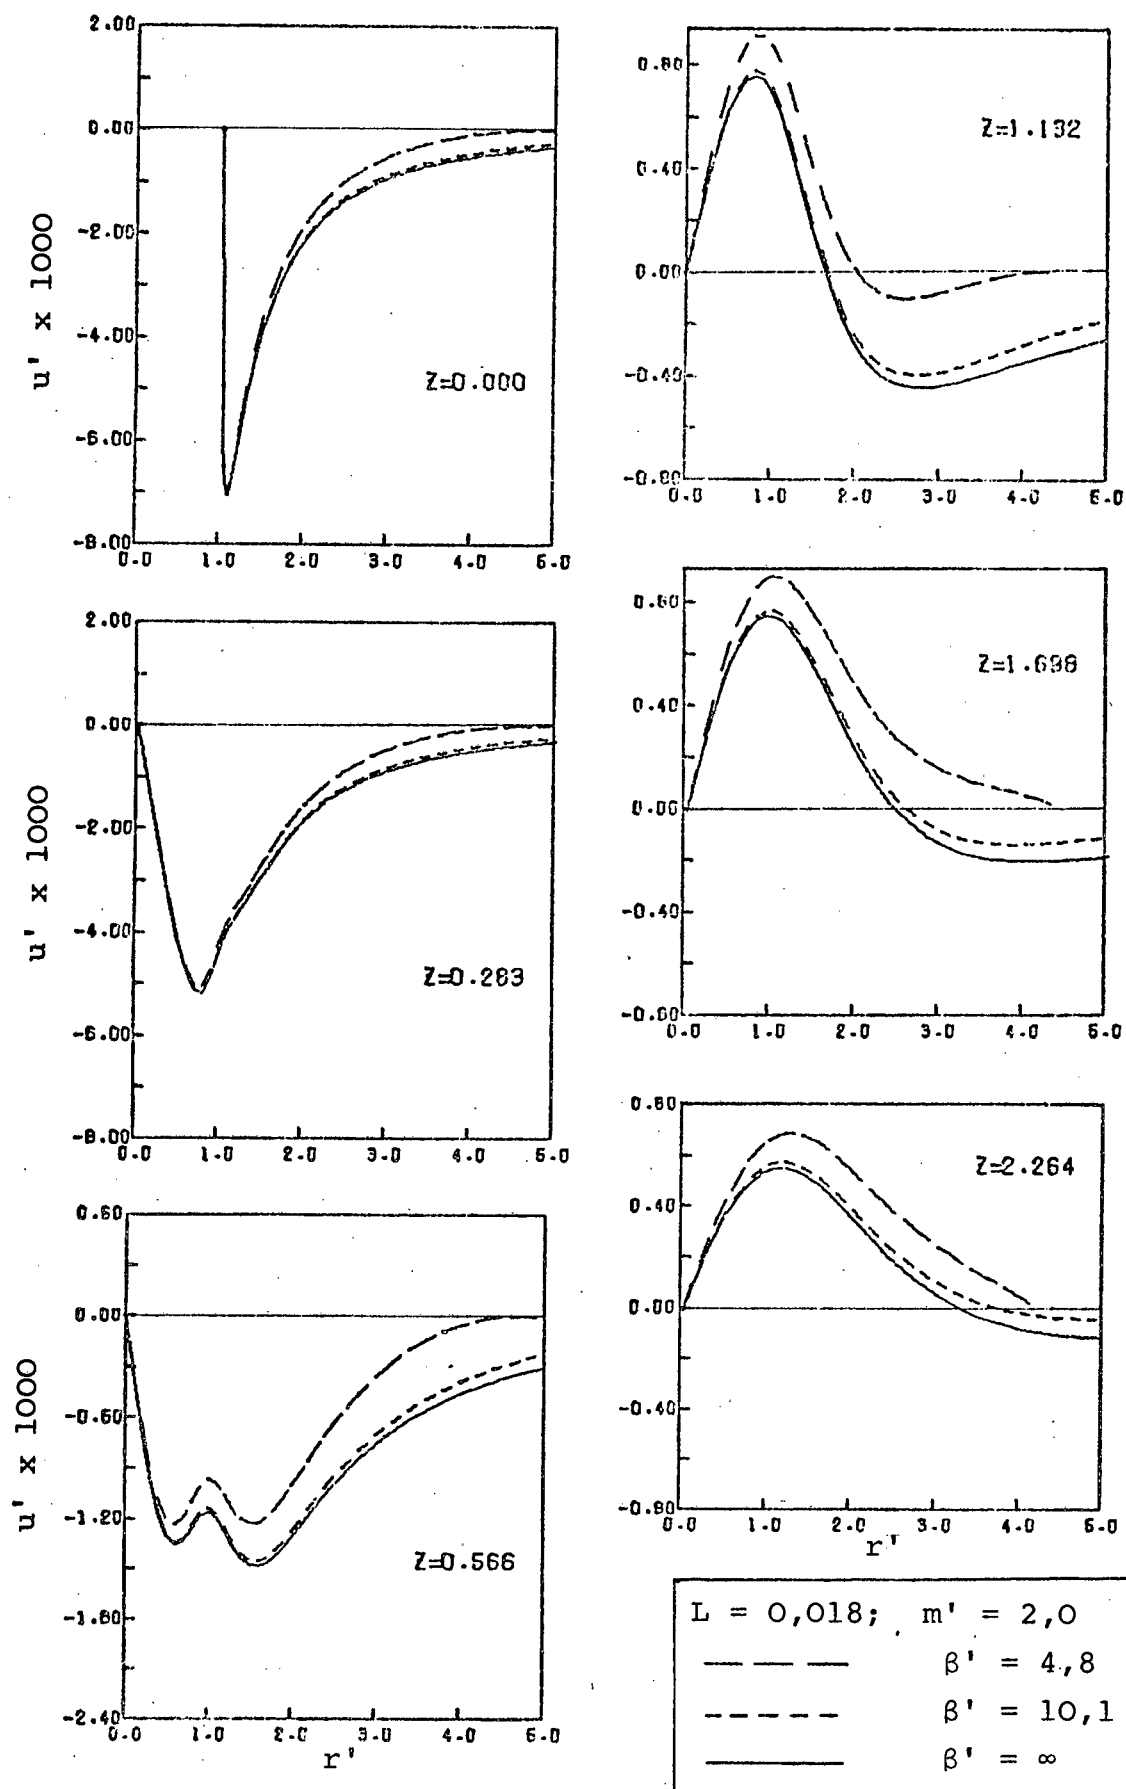 2.00
0.00
-2.00
-4.00
-6.00
-8.00
u' x 1000
Z=0.000
0.0 1.0 2.0 3.0 4.0 5.0
2.00
0.00
-2.00
-4.00
-6.00
-8.00
u' x 1000
Z=0.283
0.0 1.0 2.0 3.0 4.0 5.0
0.60
0.00
-0.60
-1.20
-1.80
-2.40
u' x 1000
Z=0.566
0.0 1.0 2.0 3.0 4.0 5.0
r'
0.80
0.40
0.00
-0.40
-0.80
Z=1.132
0.0 1.0 2.0 3.0 4.0 5.0
0.80
0.40
0.00
-0.40
-0.80
Z=1.698
0.0 1.0 2.0 3.0 4.0 5.0
0.80
0.40
0.00
-0.40
-0.80
Z=2.264
0.0 1.0 2.0 3.0 4.0 5.0
r'
L = 0,018; m' = 2,0
β' = 4,8
β' = 10,1
β' = ∞